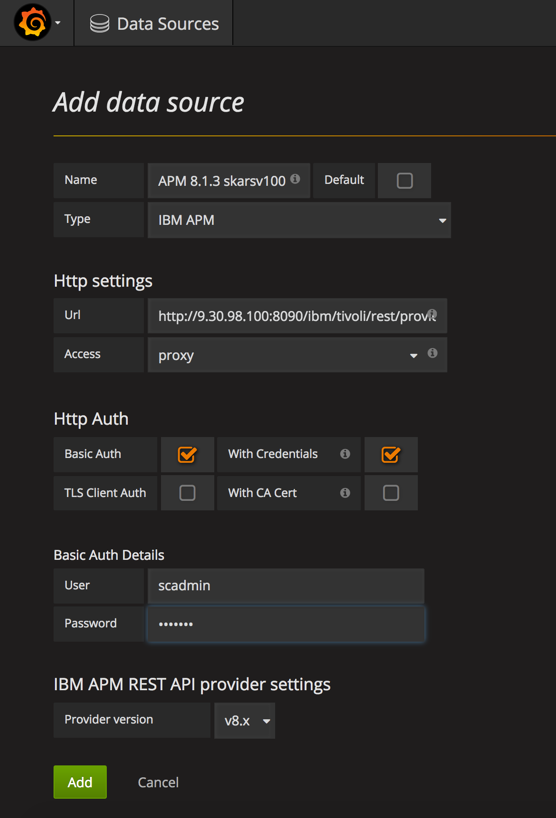 Data Sources
Add data source
Name APM 8.1.3 skarsv100 Default
Type IBM APM
Http settings
Url http://9.30.98.100:8090/ibm/tivoli/rest/provi
Access proxy
Http Auth
Basic Auth With Credentials
TLS Client Auth With CA Cert
Basic Auth Details
User scadmin
Password •••••••
IBM APM REST API provider settings
Provider version v8.x
Add Cancel